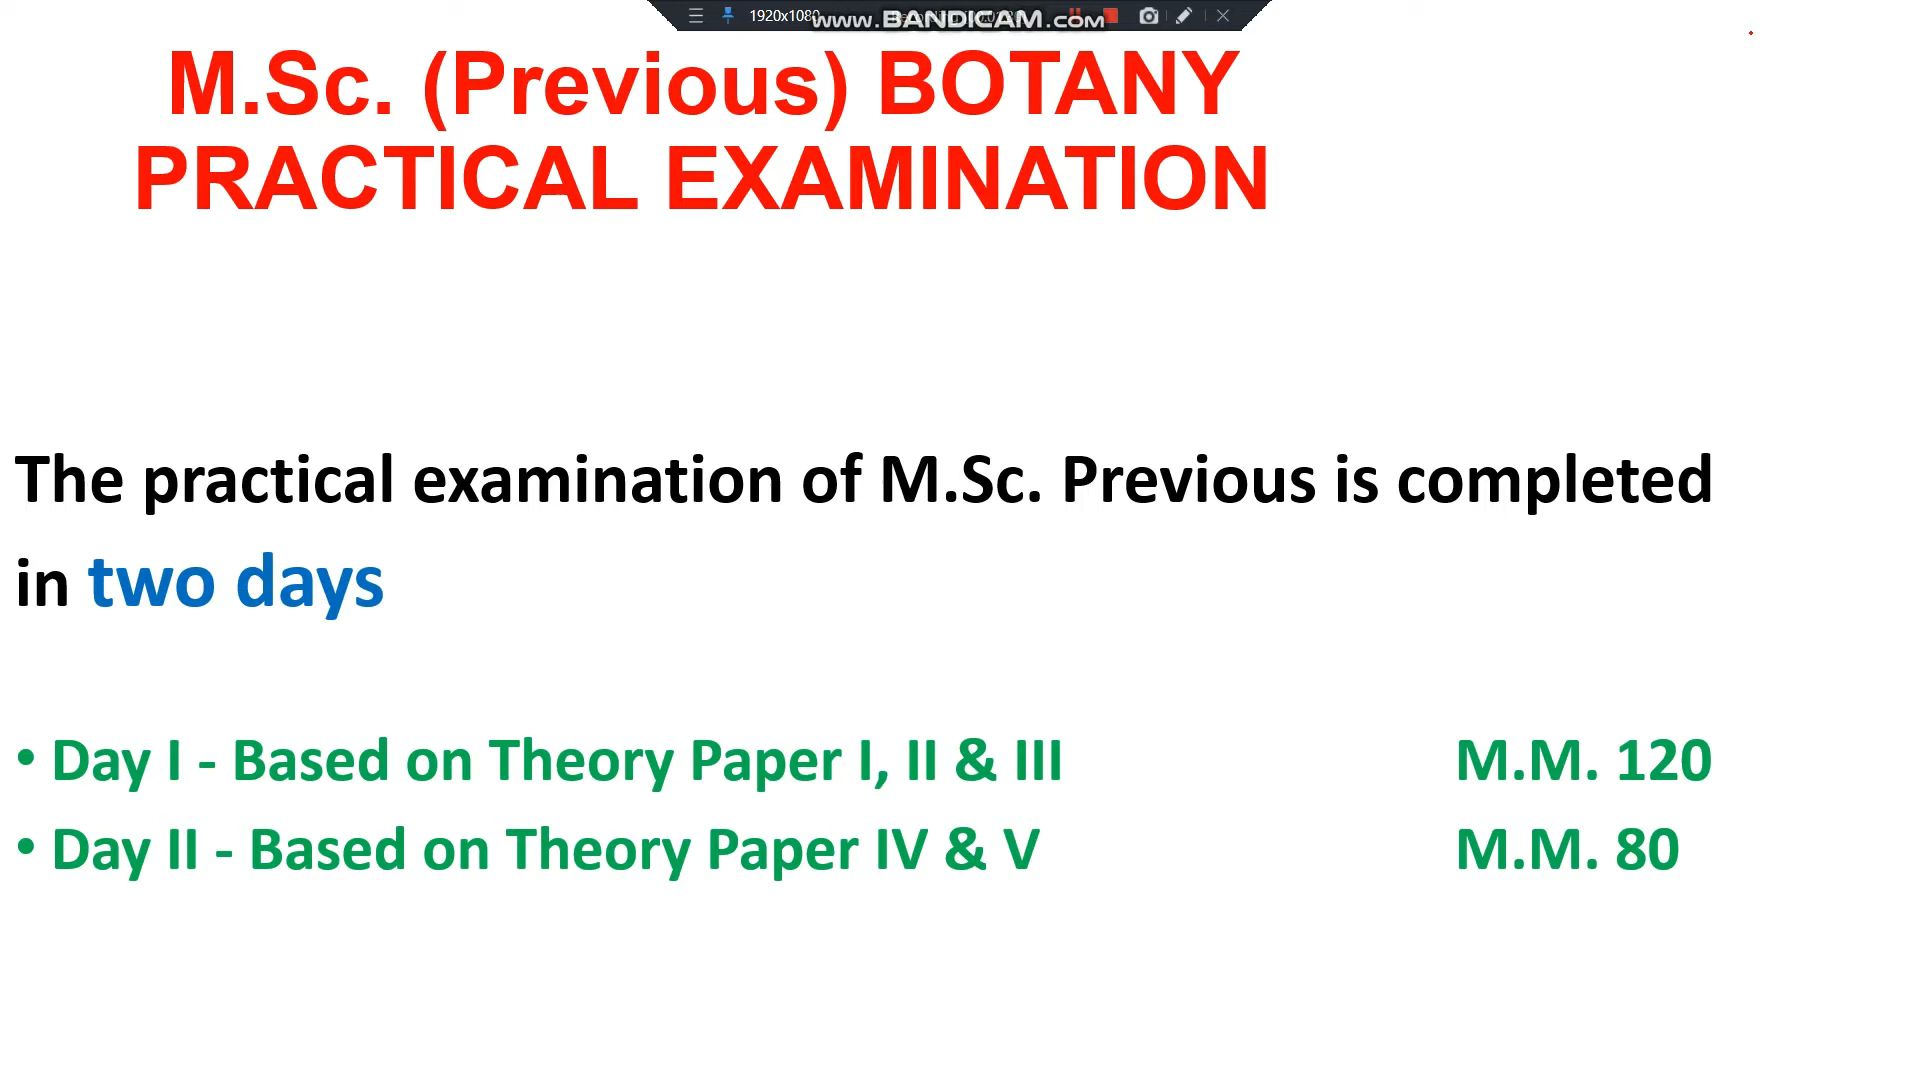 1920x1080
www.BANDICAM.com
M.Sc. (Previous) BOTANY
PRACTICAL EXAMINATION
The practical examination of M.Sc. Previous is completed
in two days
• Day I - Based on Theory Paper I, II & III M.M. 120
• Day II - Based on Theory Paper IV & V M.M. 80